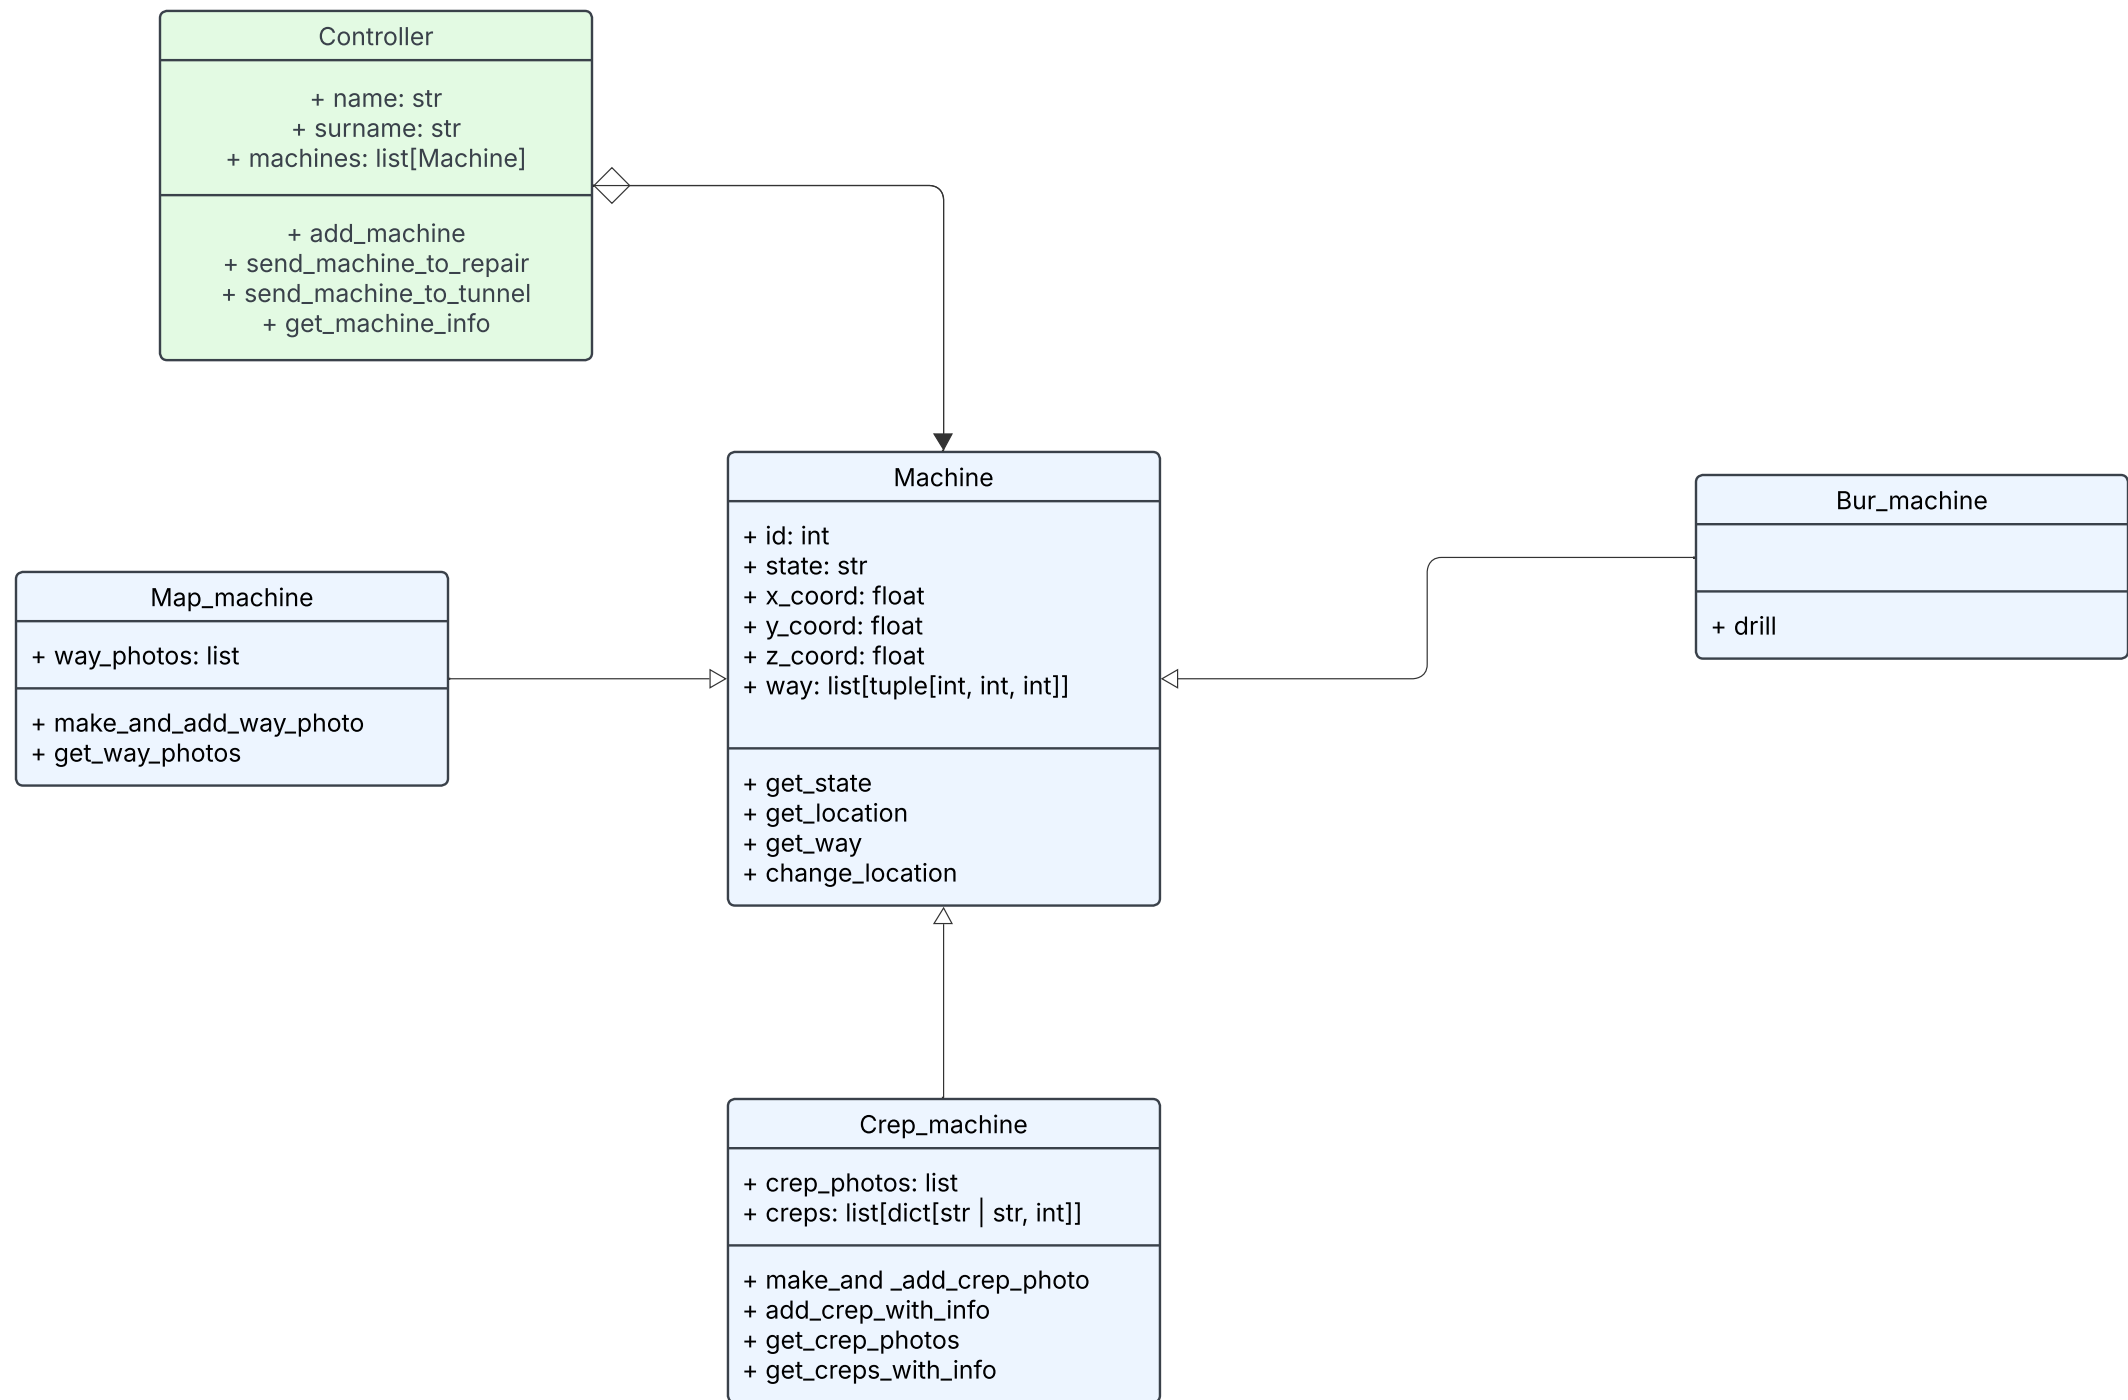 Controller
+ name: str
+ surname: str
+ machines: list[Machine]
+ add_machine
+ send_machine_to_repair
+ send_machine_to_tunnel
+ get_machine_info
Machine
+ id: int
+ state: str
+ x_coord: float
+ y_coord: float
+ z_coord: float
+ way: list[tuple[int, int, int]]
+ get_state
+ get_location
+ get_way
+ change_location
Bur_machine
+ drill
Map_machine
+ way_photos: list
+ make_and_add_way_photo
+ get_way_photos
Crep_machine
+ crep_photos: list
+ creps: list[dict[str | str, int]]
+ make_and _add_crep_photo
+ add_crep_with_info
+ get_crep_photos
+ get_creps_with_info